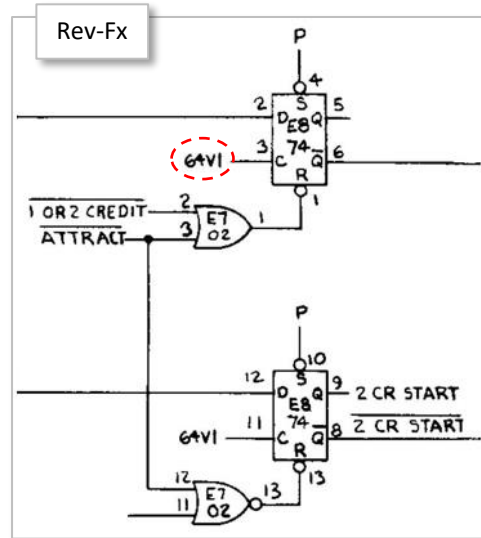 Rev-Fx
P
4
S
2 D E8 Q 5
74
64V1 3 C Q̅ 6
R
1
1 OR 2 CREDIT 2
E7 1
ATTRACT 3 02
P
10
S
12 D E8 Q 9 2 CR START
74
64V1 11 C Q̅ 8 2 CR START
R
13
12
E7 13
11 02